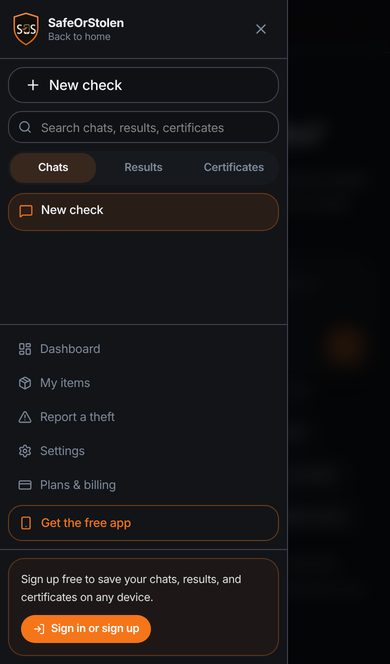 SOS
SafeOrStolen
Back to home
New check
Search chats, results, certificates
Chats
Results
Certificates
New check
Dashboard
My items
Report a theft
Settings
Plans & billing
Get the free app
Sign up free to save your chats, results, and
certificates on any device.
Sign in or sign up